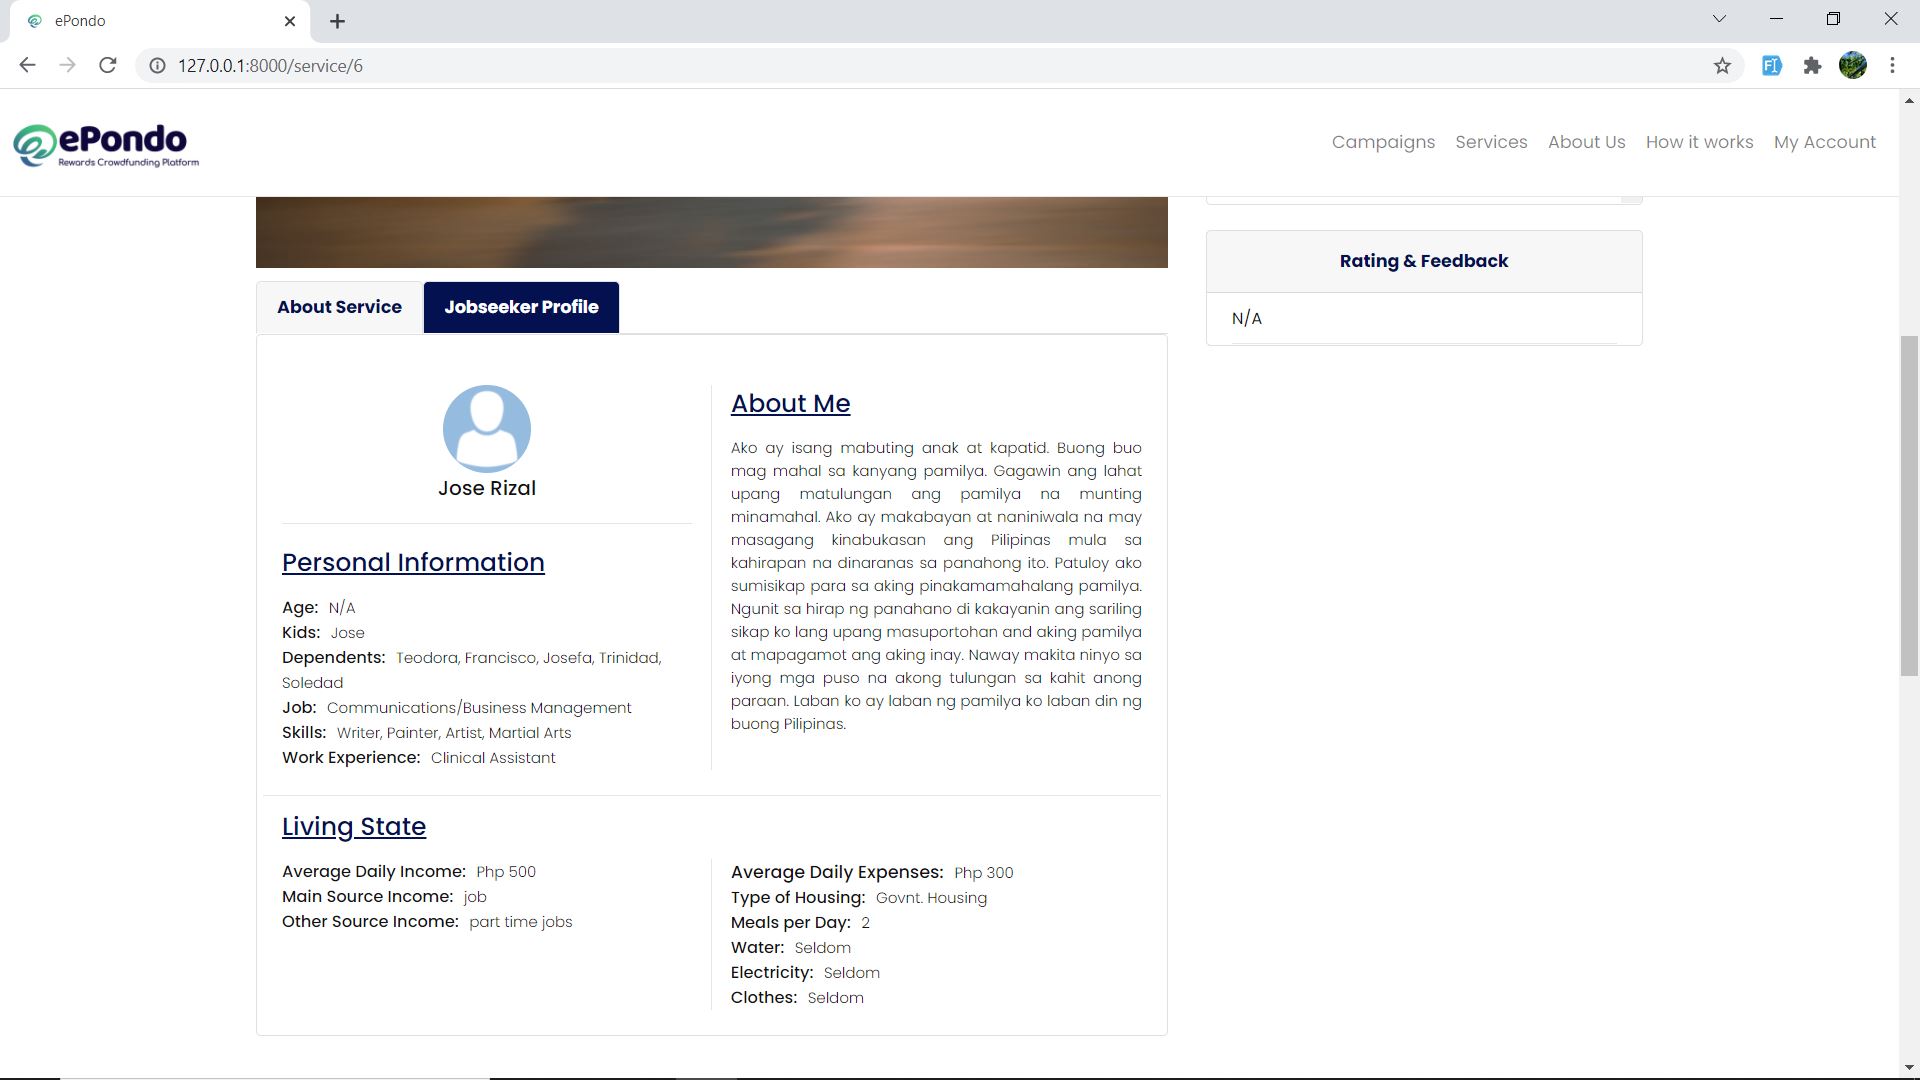 ePondo
127.0.0.1:8000/service/6
ePondo
Rewards Crowdfunding Platform
Campaigns Services About Us How it works My Account
About Service Jobseeker Profile
Jose Rizal
Personal Information
Age: N/A
Kids: Jose
Dependents: Teodora, Francisco, Josefa, Trinidad,
Soledad
Job: Communications/Business Management
Skills: Writer, Painter, Artist, Martial Arts
Work Experience: Clinical Assistant
About Me
Ako ay isang mabuting anak at kapatid. Buong buo
mag mahal sa kanyang pamilya. Gagawin ang lahat
upang matulungan ang pamilya na munting
minamahal. Ako ay makabayan at naniniwala na may
masagang kinabukasan ang Pilipinas mula sa
kahirapan na dinaranas sa panahong ito. Patuloy ako
sumisikap para sa aking pinakamamahalang pamilya.
Ngunit sa hirap ng panahano di kakayanin ang sariling
sikap ko lang upang masuportohan and aking pamilya
at mapagamot ang aking inay. Naway makita ninyo sa
iyong mga puso na akong tulungan sa kahit anong
paraan. Laban ko ay laban ng pamilya ko laban din ng
buong Pilipinas.
Living State
Average Daily Income: Php 500
Main Source Income: job
Other Source Income: part time jobs
Average Daily Expenses: Php 300
Type of Housing: Govnt. Housing
Meals per Day: 2
Water: Seldom
Electricity: Seldom
Clothes: Seldom
Rating & Feedback
N/A